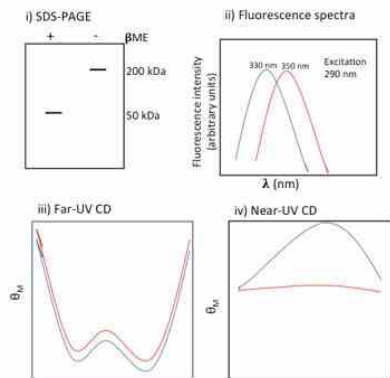 i) SDS-PAGE
+ - βME
200 kDa
50 kDa
ii) Fluorescence spectra
330 nm 350 nm
Excitation
290 nm
Fluorescence intensity
(arbitrary units)
λ (nm)
iii) Far-UV CD
θM
iv) Near-UV CD
θM